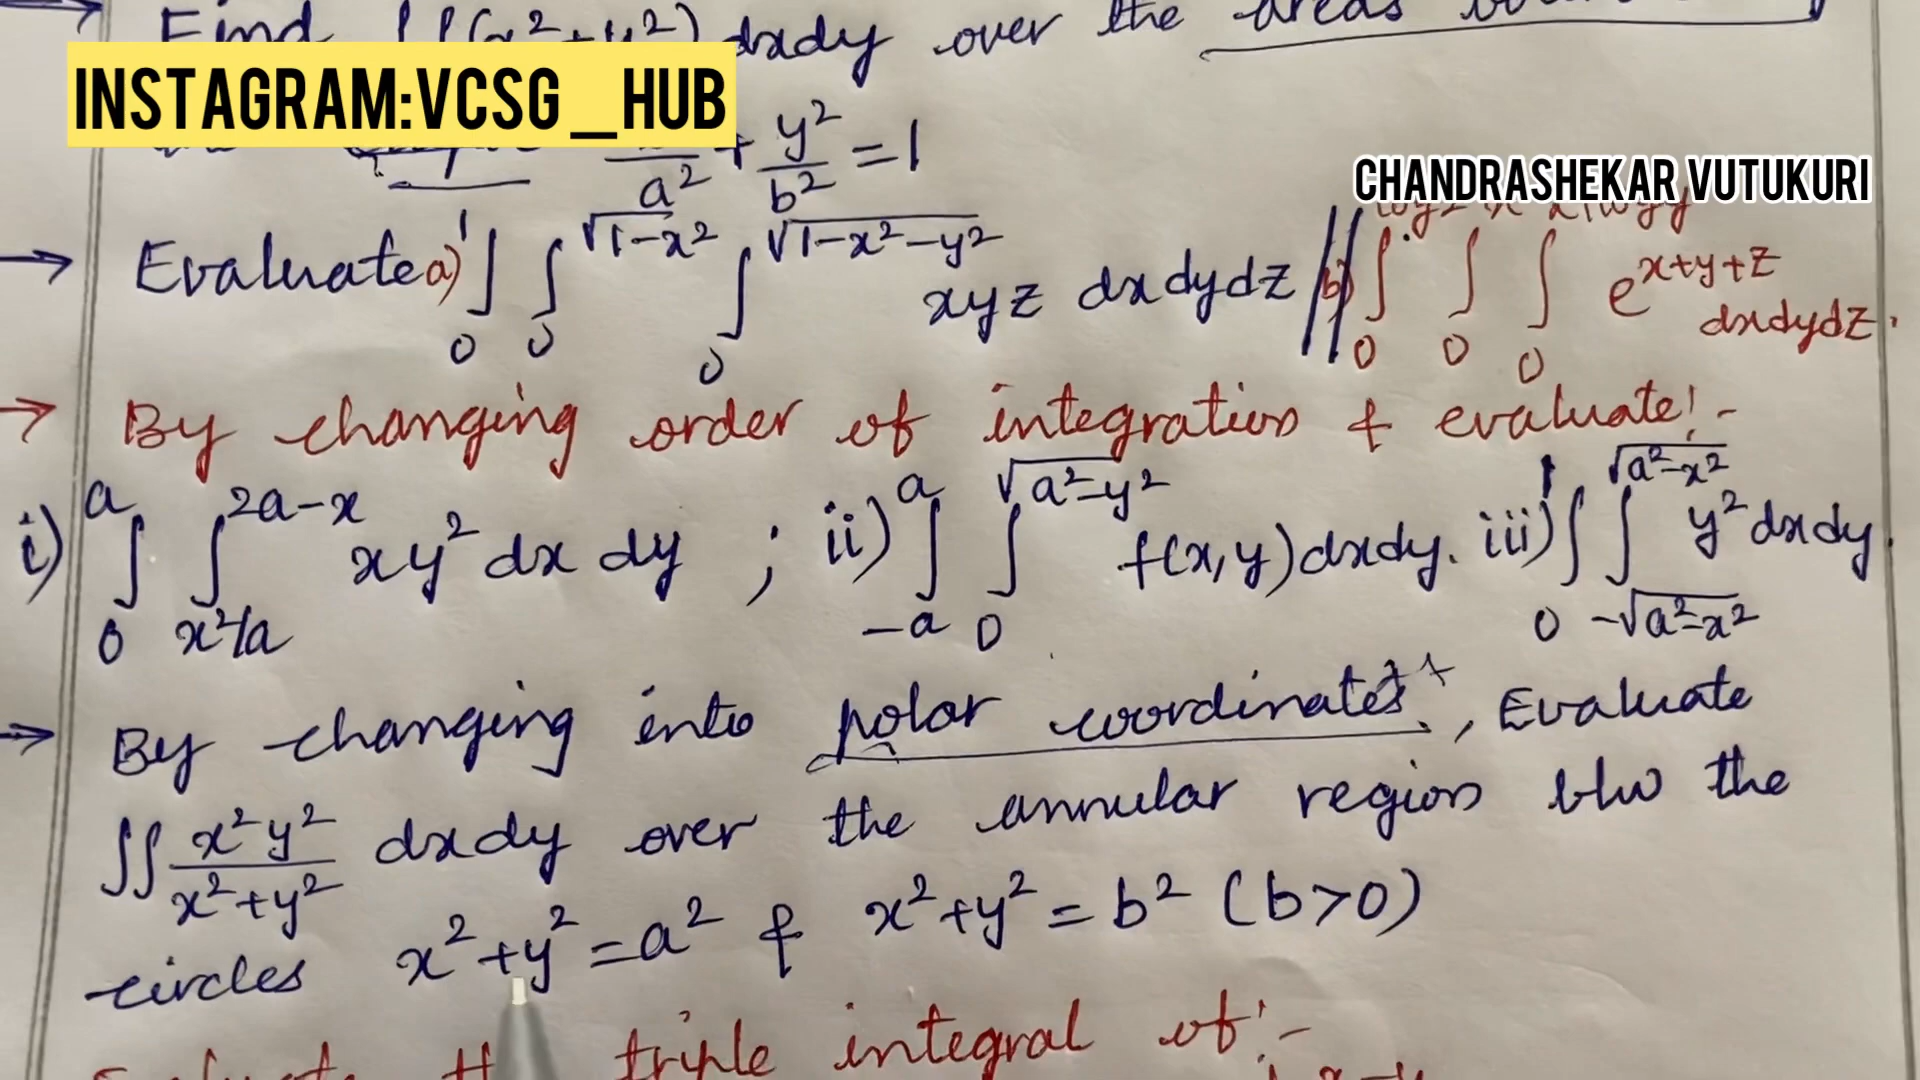 Find ∬(x²+y²) dxdy over the areas
INSTAGRAM:VCSG_HUB
a² + y²/b² = 1
CHANDRASHEKAR VUTUKURI
→ Evaluate a) ∫₀¹ ∫₀^√(1-x²) ∫₀^√(1-x²-y²) xyz dxdydz // b) ∫₀ ∫₀ ∫₀ e^(x+y+z) dxdydz.
→ By changing order of integration & evaluate:-
i) ∫₀^a ∫_(x²/a)^(2a-x) xy² dx dy ; ii) ∫_(-a)^a ∫₀^√(a²-y²) f(x,y) dxdy. iii) ∫₀^1 ∫_(-√(a²-x²))^√(a²-x²) y² dxdy.
→ By changing into polar coordinates, Evaluate
∬ x²y²/(x²+y²) dxdy over the annular region b/w the
circles x²+y²=a² & x²+y²=b² (b>0)
triple integral of:-